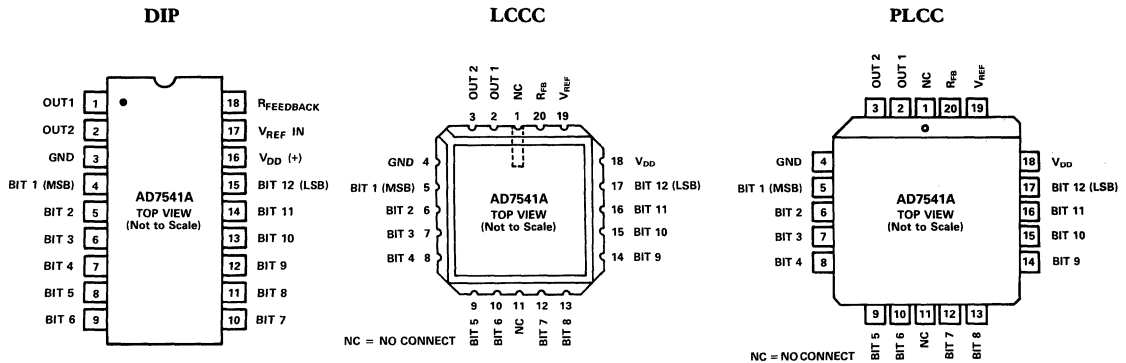 DIP
OUT1 1
OUT2 2
GND 3
BIT 1 (MSB) 4
BIT 2 5
BIT 3 6
BIT 4 7
BIT 5 8
BIT 6 9
AD7541A
TOP VIEW
(Not to Scale)
18 RFEEDBACK
17 VREF IN
16 VDD (+)
15 BIT 12 (LSB)
14 BIT 11
13 BIT 10
12 BIT 9
11 BIT 8
10 BIT 7
LCCC
OUT 2
OUT 1
NC
RFB
VREF
3 2 1 20 19
GND 4
BIT 1 (MSB) 5
BIT 2 6
BIT 3 7
BIT 4 8
AD7541A
TOP VIEW
(Not to Scale)
18 VDD
17 BIT 12 (LSB)
16 BIT 11
15 BIT 10
14 BIT 9
9 10 11 12 13
BIT 5
BIT 6
NC
BIT 7
BIT 8
NC = NO CONNECT
PLCC
OUT 2
OUT 1
NC
RFB
VREF
3 2 1 20 19
GND 4
BIT 1 (MSB) 5
BIT 2 6
BIT 3 7
BIT 4 8
AD7541A
TOP VIEW
(Not to Scale)
18 VDD
17 BIT 12 (LSB)
16 BIT 11
15 BIT 10
14 BIT 9
9 10 11 12 13
BIT 5
BIT 6
NC
BIT 7
BIT 8
NC = NO CONNECT